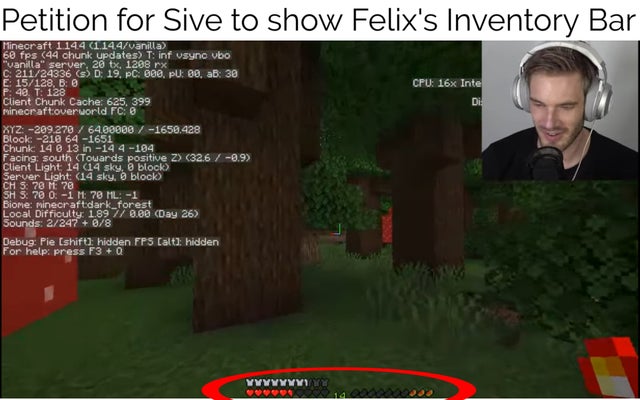 Petition for Sive to show Felix's Inventory Bar
Minecraft 1.14.4 (1.14.4/vanilla)
60 fps (44 chunk updates) T: inf vsync vbo
"vanilla" server, 20 tx, 1208 rx
C: 211/24336 (s) D: 19, pC: 000, pU: 00, aB: 30
E: 15/128, B: 0
P: 40. T: 128
Client Chunk Cache: 625, 399
minecraft:overworld FC: 0
CPU: 16x Inte
Di
XYZ: -209.270 / 64.00000 / -1650.428
Block: -210 64 -1651
Chunk: 14 0 13 in -14 4 -104
Facing: south (Towards positive Z) (32.6 / -0.9)
Client Light: 14 (14 sky, 0 block)
Server Light: (14 sky, 0 block)
CH S: 70 M: 70
SH S: 70 O: -1 M: 70 ML: -1
Biome: minecraft:dark_forest
Local Difficulty: 1.89 // 0.00 (Day 26)
Sounds: 2/247 + 0/8
Debug: Pie [shift]: hidden FPS [alt]: hidden
For help: press F3 + Q
14